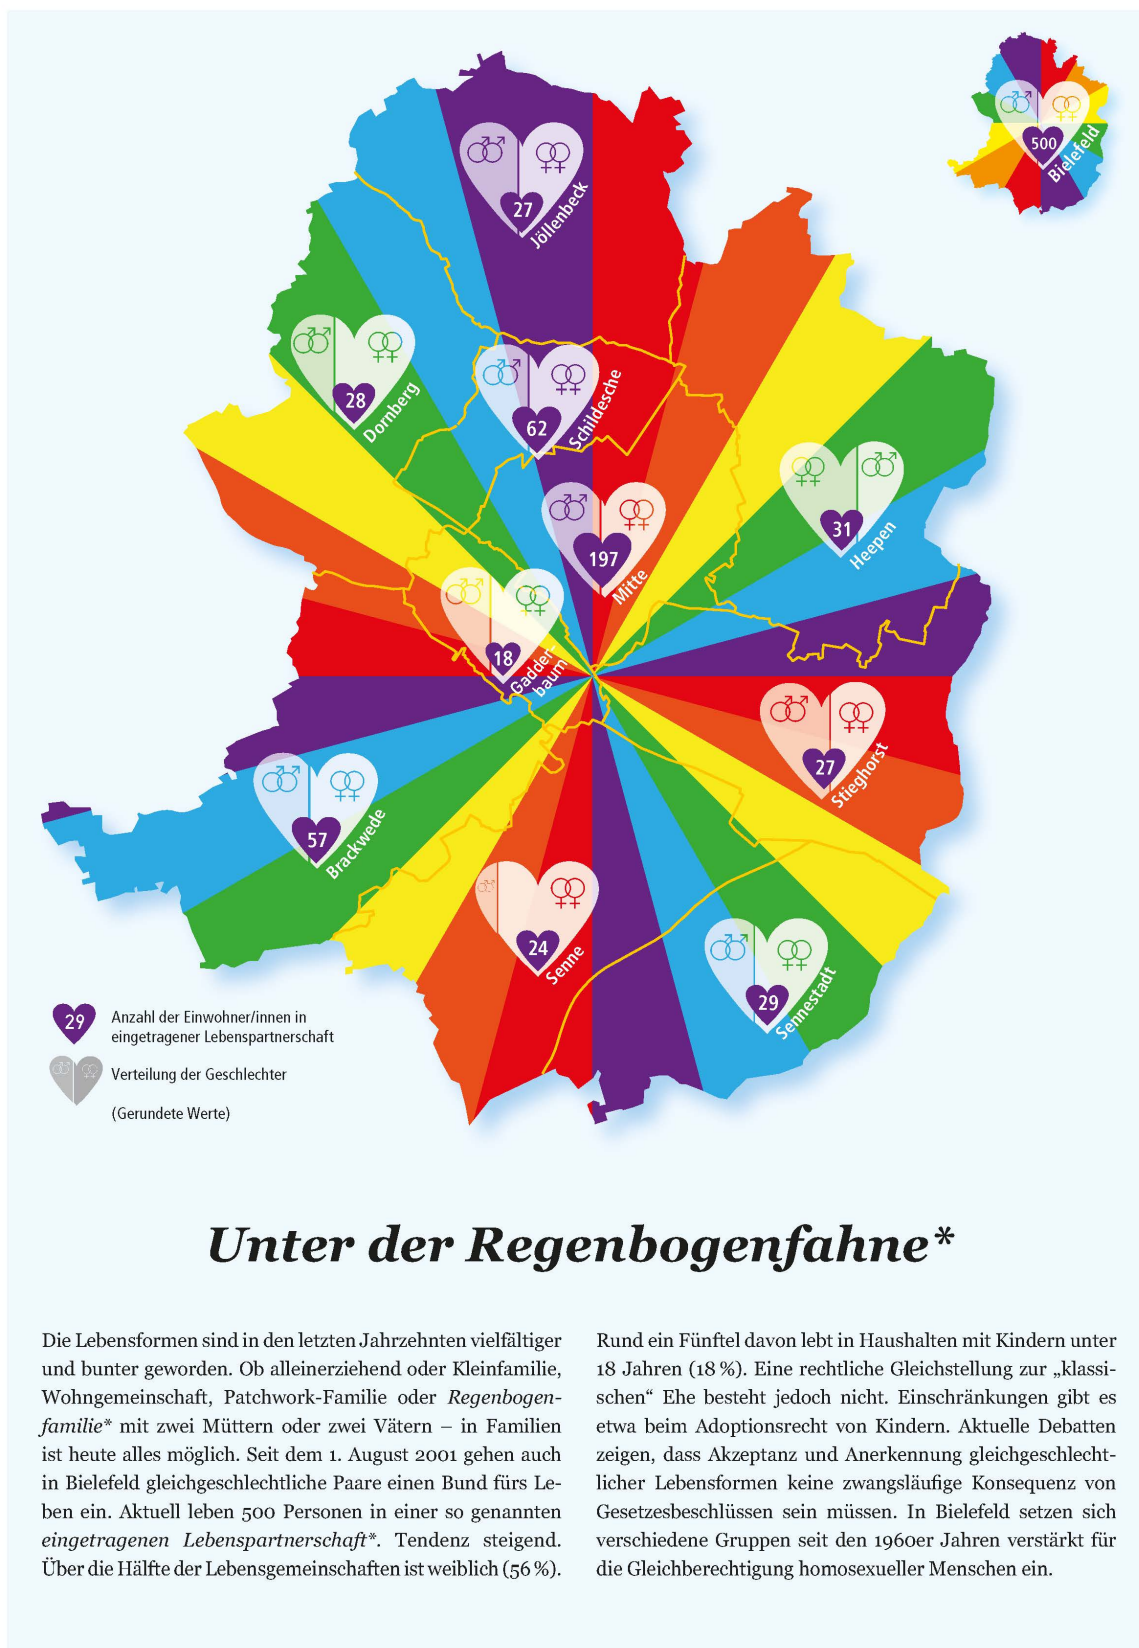 500
Bielefeld
27
Jöllenbeck
28
Dornberg
62
Schildesche
31
Heepen
197
Mitte
18
Gadder-
baum
27
Stieghorst
57
Brackwede
24
Senne
29
Sennestadt
29
Anzahl der Einwohner/innen in
eingetragener Lebenspartnerschaft
Verteilung der Geschlechter
(Gerundete Werte)
Unter der Regenbogenfahne*
Die Lebensformen sind in den letzten Jahrzehnten vielfältiger
und bunter geworden. Ob alleinerziehend oder Kleinfamilie,
Wohngemeinschaft, Patchwork-Familie oder Regenbogen-
familie* mit zwei Müttern oder zwei Vätern – in Familien
ist heute alles möglich. Seit dem 1. August 2001 gehen auch
in Bielefeld gleichgeschlechtliche Paare einen Bund fürs Le-
ben ein. Aktuell leben 500 Personen in einer so genannten
eingetragenen Lebenspartnerschaft*. Tendenz steigend.
Über die Hälfte der Lebensgemeinschaften ist weiblich (56 %).
Rund ein Fünftel davon lebt in Haushalten mit Kindern unter
18 Jahren (18 %). Eine rechtliche Gleichstellung zur „klassi-
schen“ Ehe besteht jedoch nicht. Einschränkungen gibt es
etwa beim Adoptionsrecht von Kindern. Aktuelle Debatten
zeigen, dass Akzeptanz und Anerkennung gleichgeschlecht-
licher Lebensformen keine zwangsläufige Konsequenz von
Gesetzesbeschlüssen sein müssen. In Bielefeld setzen sich
verschiedene Gruppen seit den 1960er Jahren verstärkt für
die Gleichberechtigung homosexueller Menschen ein.